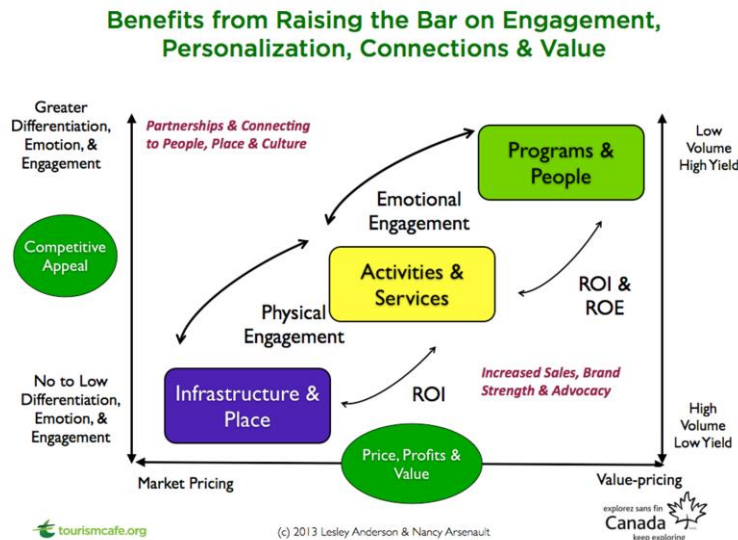 Benefits from Raising the Bar on Engagement,
Personalization, Connections & Value
Greater
Differentiation,
Emotion, &
Engagement
Partnerships & Connecting
to People, Place & Culture
Programs &
People
Low
Volume
High Yield
Emotional
Engagement
Competitive
Appeal
Activities &
Services
ROI &
ROE
Physical
Engagement
No to Low
Differentiation,
Emotion, &
Engagement
Infrastructure &
Place
ROI
Increased Sales, Brand
Strength & Advocacy
High
Volume
Low Yield
Price, Profits &
Value
Market Pricing
Value-pricing
tourismcafe.org
(c) 2013 Lesley Anderson & Nancy Arsenault
explorez sans fin
Canada
keep exploring